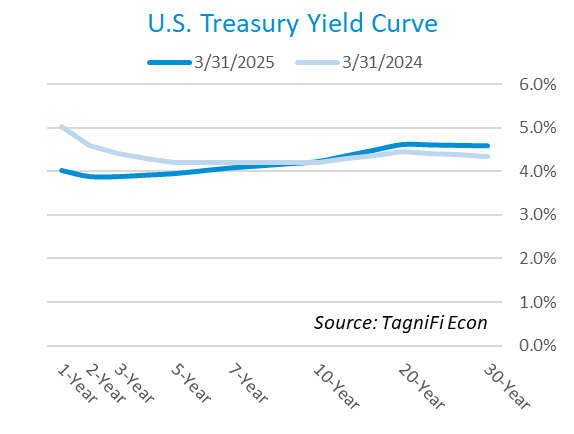 U.S. Treasury Yield Curve
3/31/2025 3/31/2024
6.0%
5.0%
4.0%
3.0%
2.0%
1.0%
Source: TagniFi Econ
0.0%
1-Year 2-Year 3-Year 5-Year 7-Year 10-Year 20-Year 30-Year